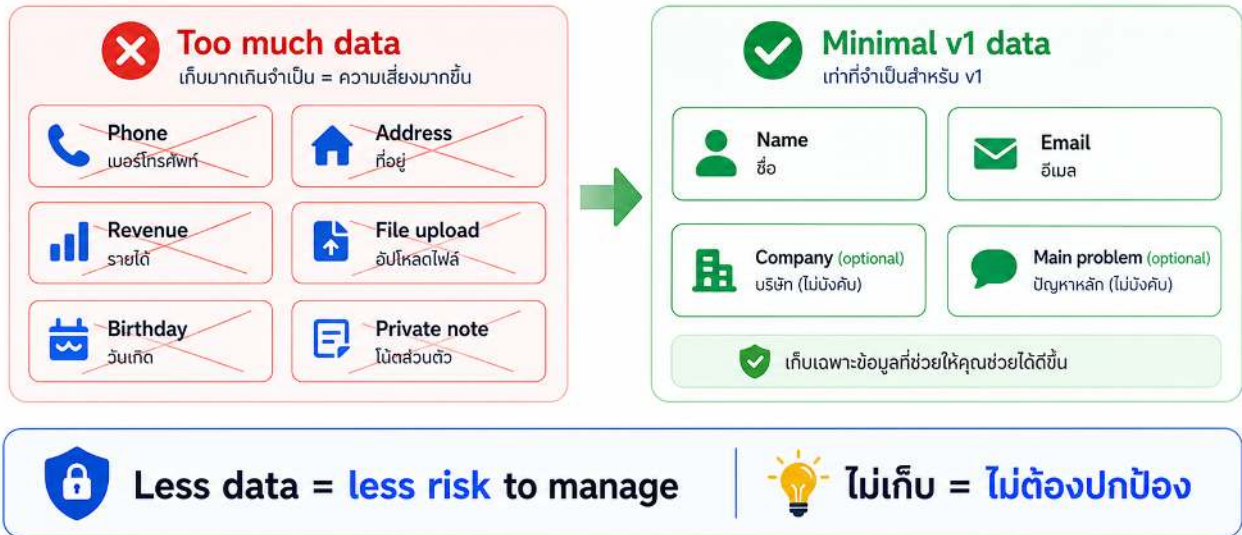 Too much data
เก็บมากเกินจำเป็น = ความเสี่ยงมากขึ้น
Phone
เบอร์โทรศัพท์
Address
ที่อยู่
Revenue
รายได้
File upload
อัปโหลดไฟล์
Birthday
วันเกิด
Private note
โน้ตส่วนตัว
Minimal v1 data
เท่าที่จำเป็นสำหรับ v1
Name
ชื่อ
Email
อีเมล
Company (optional)
บริษัท (ไม่บังคับ)
Main problem (optional)
ปัญหาหลัก (ไม่บังคับ)
เก็บเฉพาะข้อมูลที่ช่วยให้คุณช่วยได้ดีขึ้น
Less data = less risk to manage
ไม่เก็บ = ไม่ต้องปกป้อง